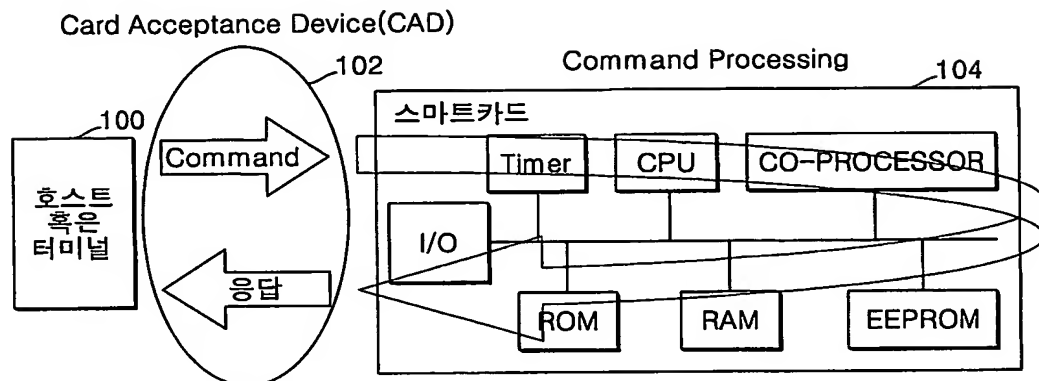 Card Acceptance Device(CAD)
102
Command Processing
104
100
스마트카드
Command
Timer
CPU
CO-PROCESSOR
호스트
혹은
터미널
I/O
응답
ROM
RAM
EEPROM